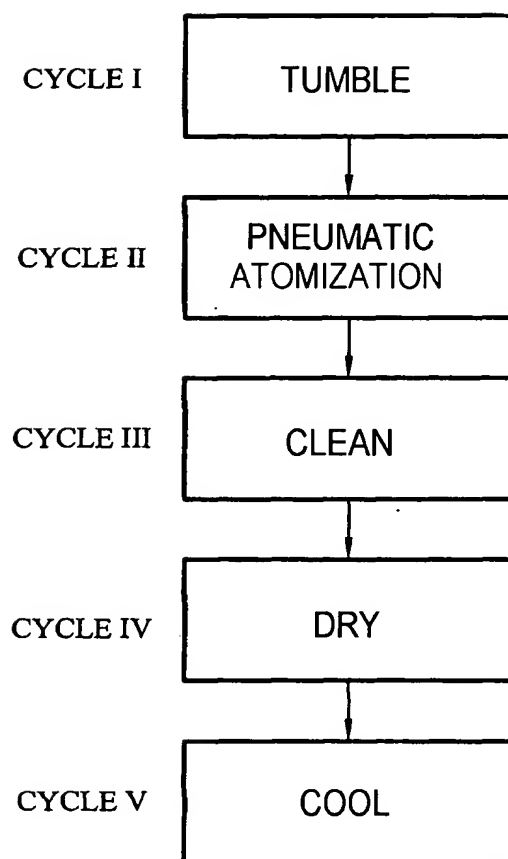 CYCLE I
TUMBLE
CYCLE II
PNEUMATIC
ATOMIZATION
CYCLE III
CLEAN
CYCLE IV
DRY
CYCLE V
COOL